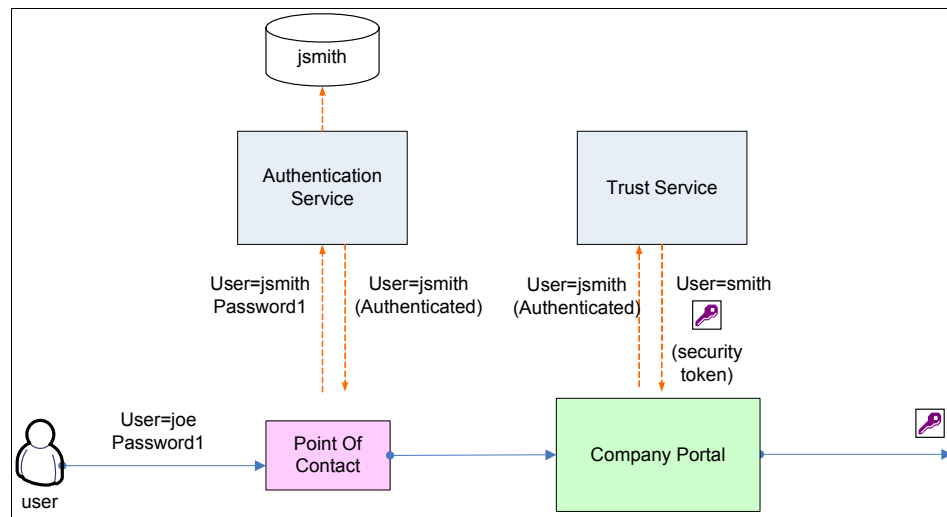 jsmith
Authentication
Service
Trust Service
User=jsmith
Password1
User=jsmith
(Authenticated)
User=jsmith
(Authenticated)
User=smith
(security
token)
User=joe
Password1
Point Of
Contact
Company Portal
user